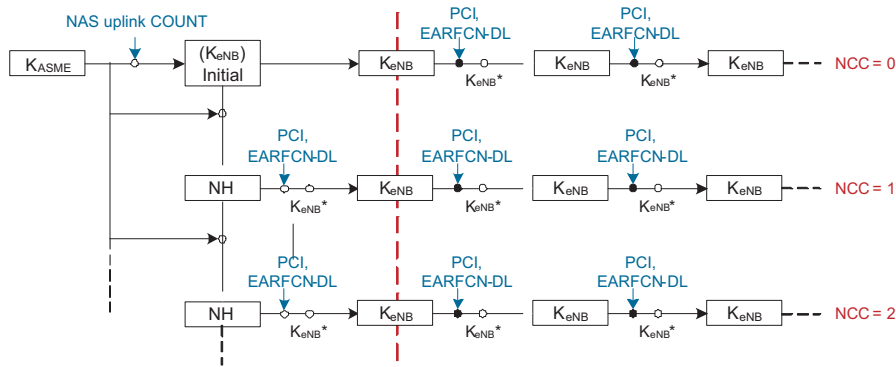 NAS uplink COUNT
PCI,
EARFCN-DL
PCI,
EARFCN-DL
KASME
(KeNB)
Initial
KeNB
KeNB*
KeNB
KeNB*
KeNB
NCC = 0
PCI,
EARFCN-DL
PCI,
EARFCN-DL
PCI,
EARFCN-DL
NH
KeNB*
KeNB
KeNB*
KeNB
KeNB*
KeNB
NCC = 1
PCI,
EARFCN-DL
PCI,
EARFCN-DL
PCI,
EARFCN-DL
NH
KeNB*
KeNB
KeNB*
KeNB
KeNB*
KeNB
NCC = 2